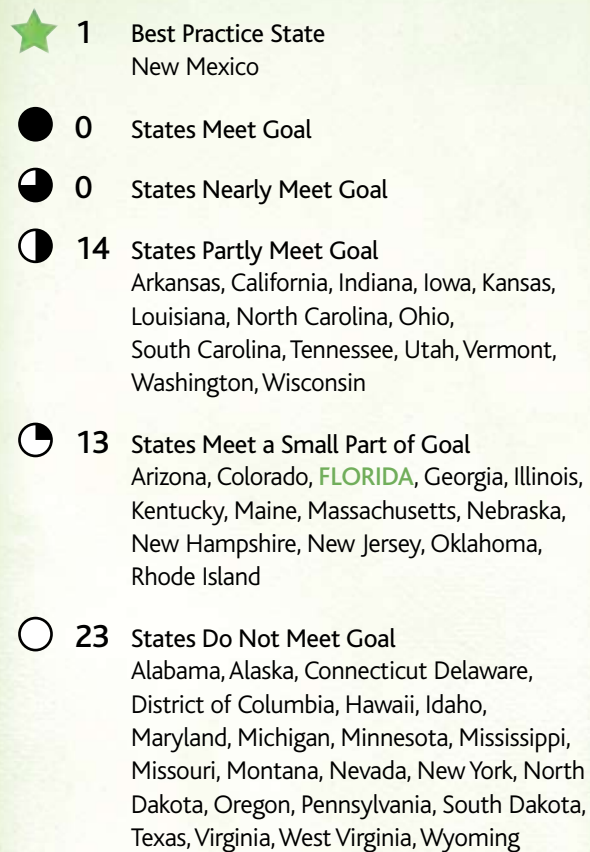 1 Best Practice State
New Mexico
0 States Meet Goal
0 States Nearly Meet Goal
14 States Partly Meet Goal
Arkansas, California, Indiana, Iowa, Kansas,
Louisiana, North Carolina, Ohio,
South Carolina, Tennessee, Utah, Vermont,
Washington, Wisconsin
13 States Meet a Small Part of Goal
Arizona, Colorado, FLORIDA, Georgia, Illinois,
Kentucky, Maine, Massachusetts, Nebraska,
New Hampshire, New Jersey, Oklahoma,
Rhode Island
23 States Do Not Meet Goal
Alabama, Alaska, Connecticut Delaware,
District of Columbia, Hawaii, Idaho,
Maryland, Michigan, Minnesota, Mississippi,
Missouri, Montana, Nevada, New York, North
Dakota, Oregon, Pennsylvania, South Dakota,
Texas, Virginia, West Virginia, Wyoming